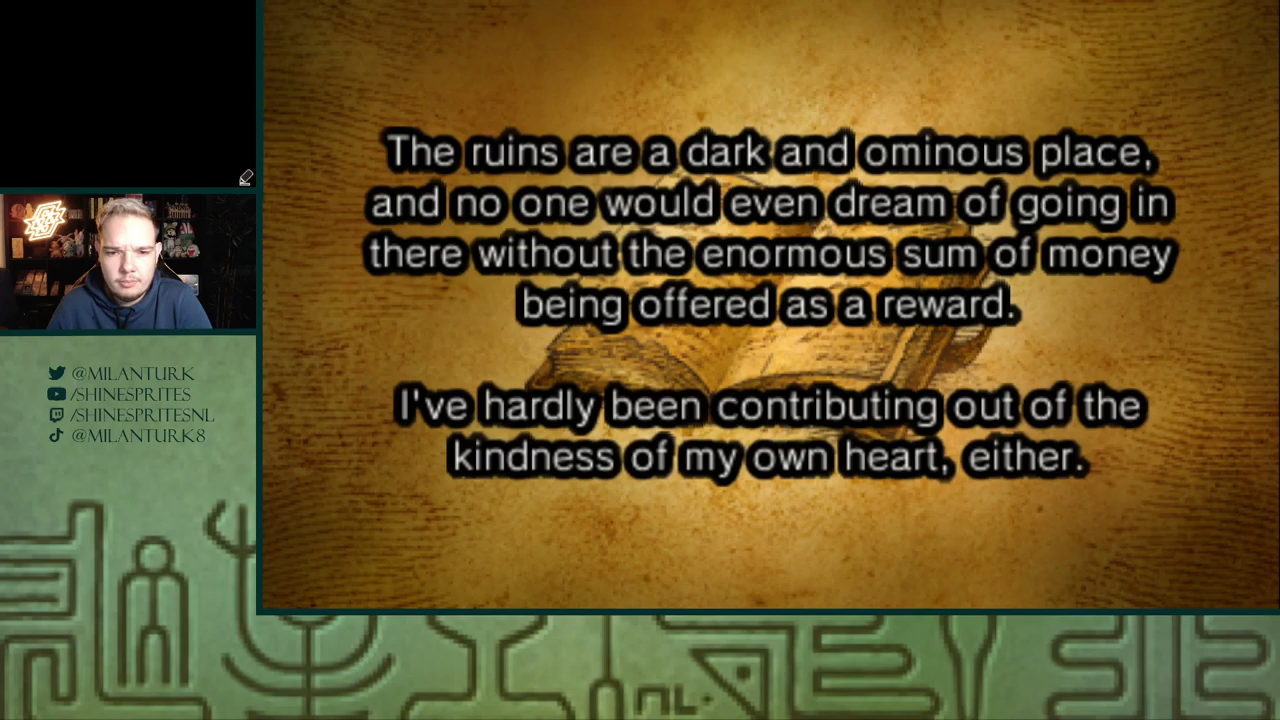 The ruins are a dark and ominous place,
and no one would even dream of going in
there without the enormous sum of money
being offered as a reward.
I've hardly been contributing out of the
kindness of my own heart, either.
@MILANTURK
/SHINESPRITES
/SHINESPRITESNL
@MILANTURK8